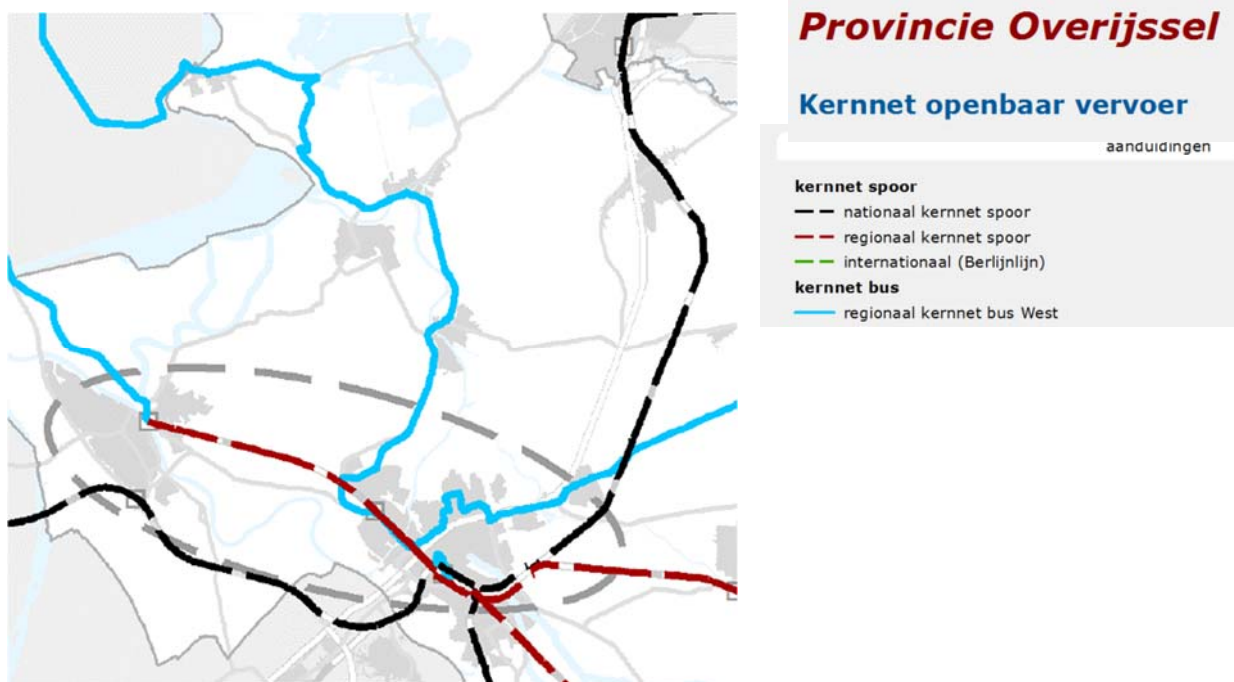 Provincie Overijssel
Kernnet openbaar vervoer
aanduidingen
kernnet spoor
nationaal kernnet spoor
regionaal kernnet spoor
internationaal (Berlijnlijn)
kernnet bus
regionaal kernnet bus West